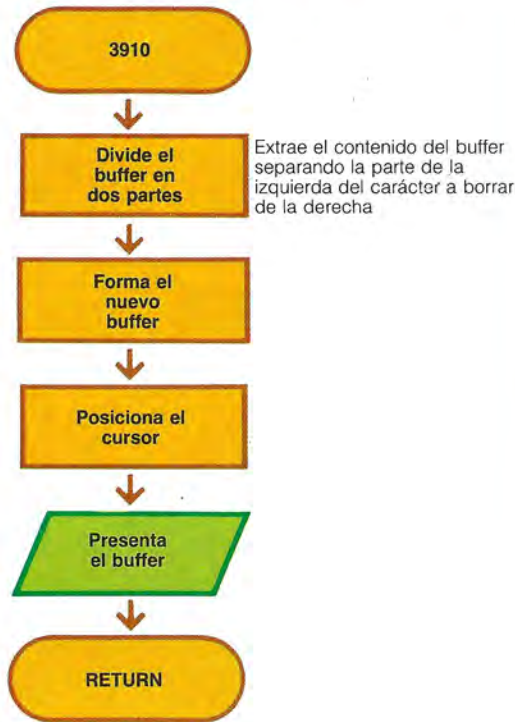 3910
Divide el
buffer en
dos partes
Extrae el contenido del buffer
separando la parte de la
izquierda del carácter a borrar
de la derecha
Forma el
nuevo
buffer
Posiciona el
cursor
Presenta
el buffer
RETURN